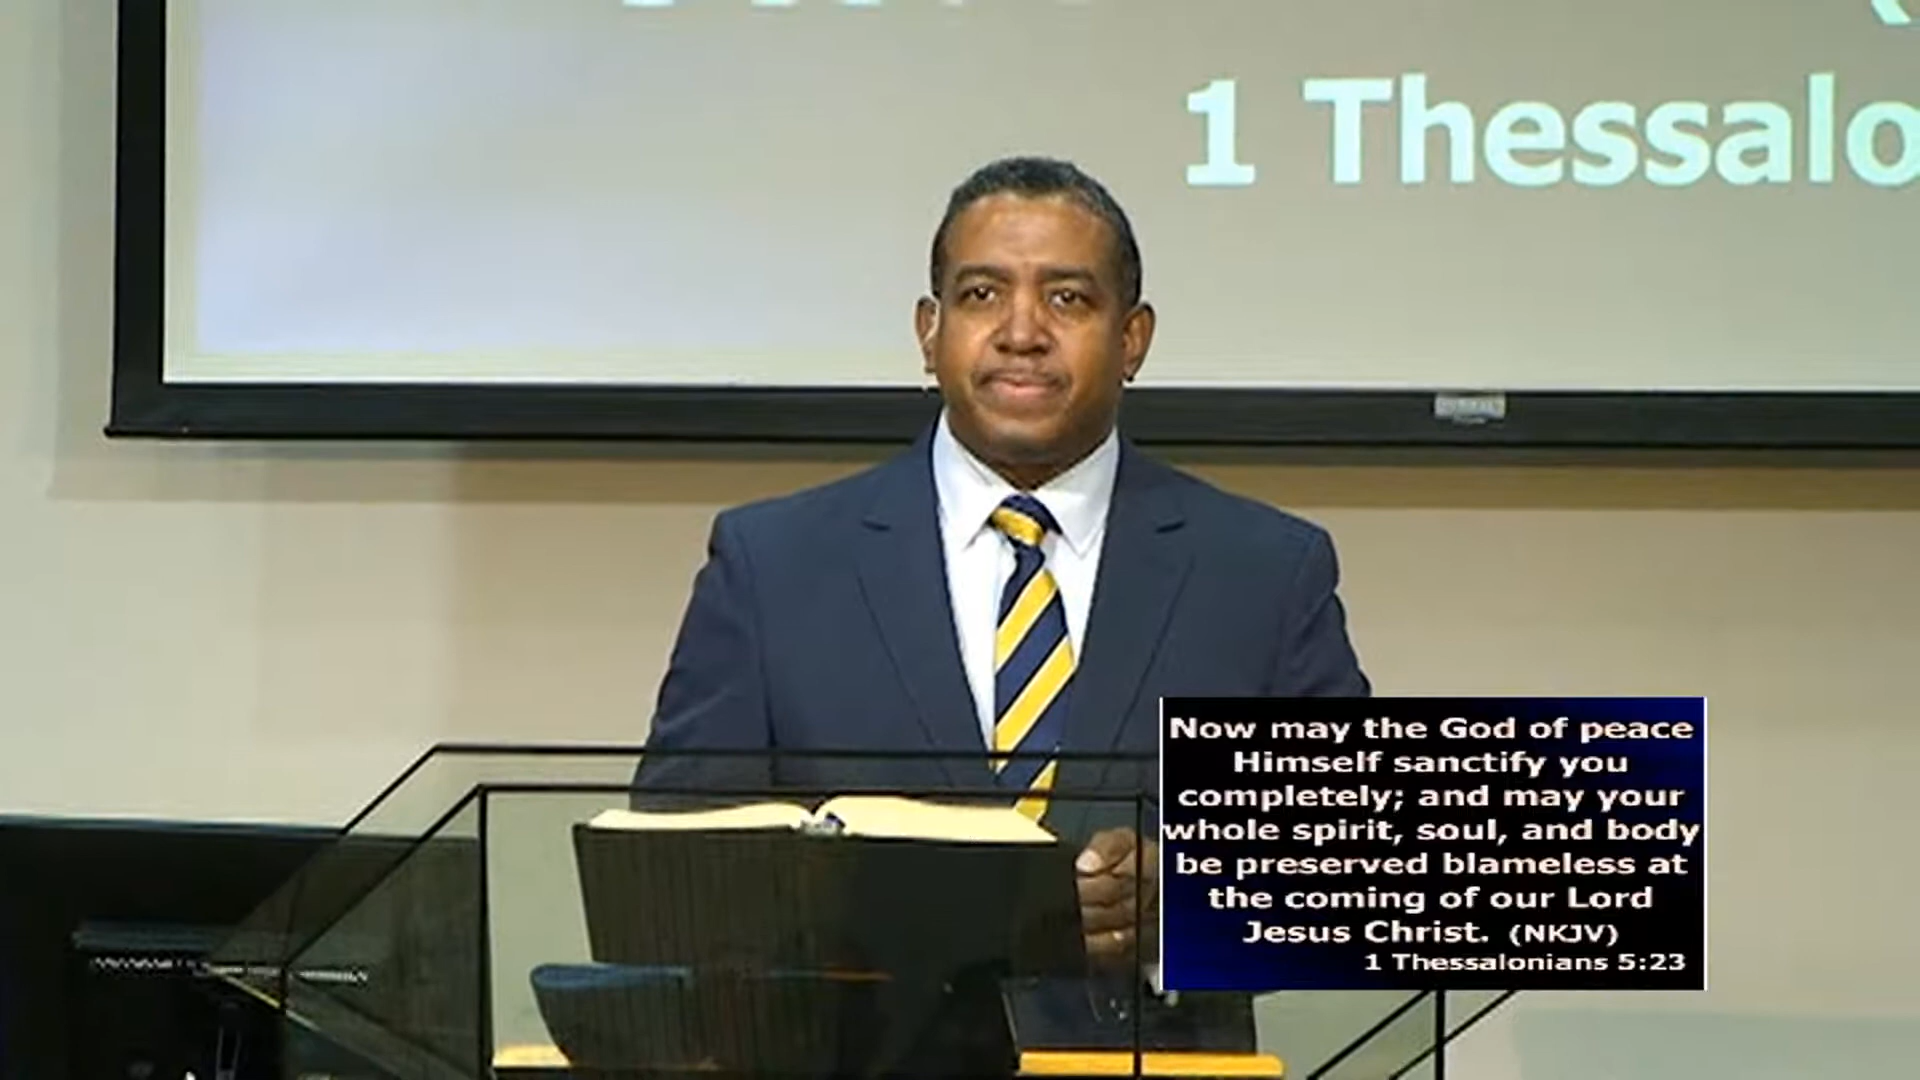 1 Thessalo
Now may the God of peace
Himself sanctify you
completely; and may your
whole spirit, soul, and body
be preserved blameless at
the coming of our Lord
Jesus Christ. (NKJV)
1 Thessalonians 5:23